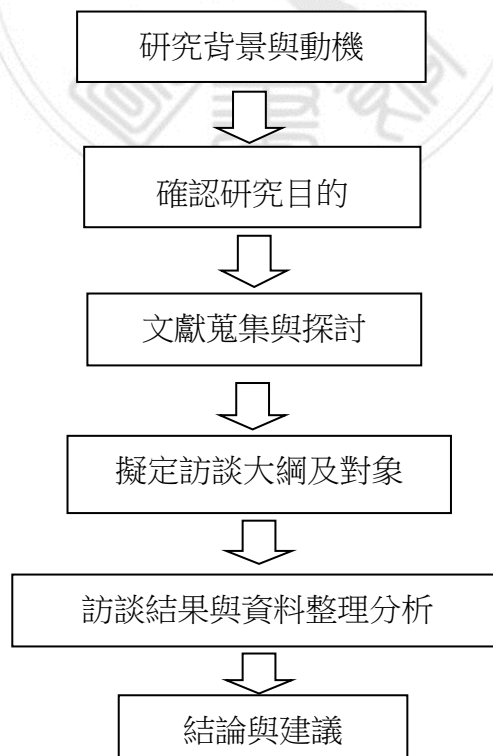 研究背景與動機
確認研究目的
文獻蒐集與探討
擬定訪談大綱及對象
訪談結果與資料整理分析
結論與建議